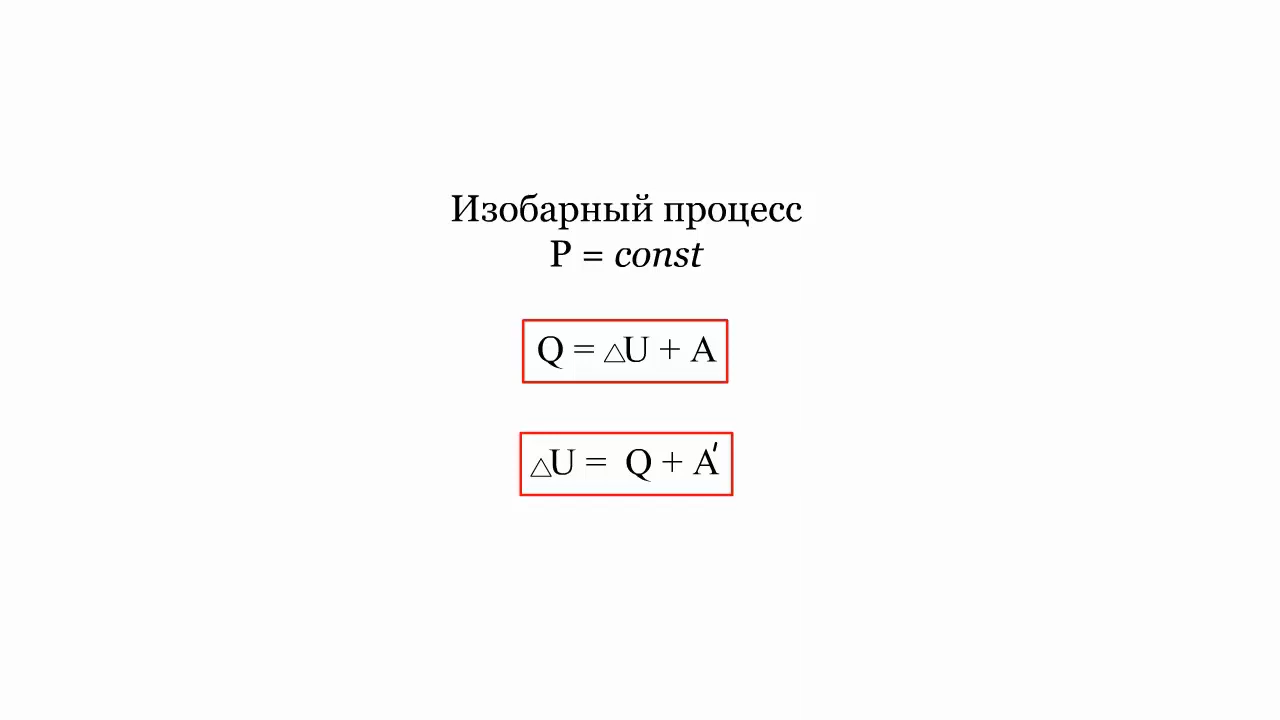 Изобарный процесс
P = const
Q = △U + A
△U = Q + A′